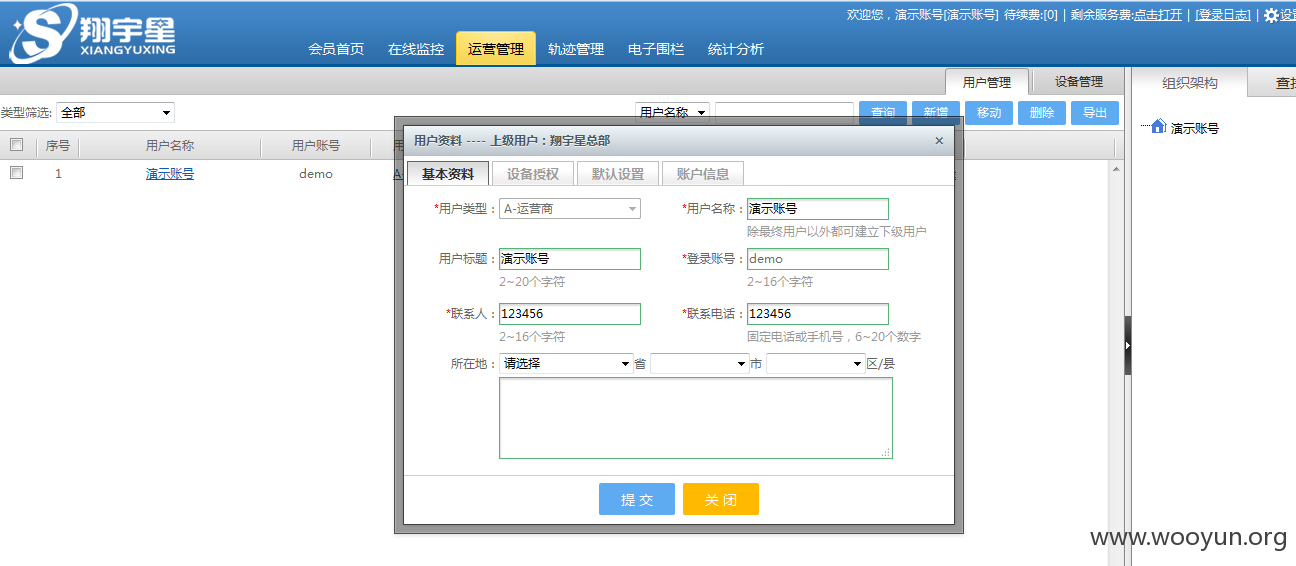 翔宇星
XIANGYUXING
欢迎您，演示账号[演示账号] 待续费:[0] | 剩余服务费:点击打开 | [登录日志] | 设
会员首页 在线监控 运营管理 轨迹管理 电子围栏 统计分析
用户管理 设备管理 组织架构 查
类型筛选: 全部 用户名称 查询 新增 移动 删除 导出
演示账号
序号 用户名称 用户账号 用
1 演示账号 demo A-
用户资料 ---- 上级用户：翔宇星总部 ×
基本资料 设备授权 默认设置 账户信息
*用户类型： A-运营商 *用户名称： 演示账号
除最终用户以外都可建立下级用户
用户标题： 演示账号 *登录账号： demo
2~20个字符 2~16个字符
*联系人： 123456 *联系电话： 123456
2~16个字符 固定电话或手机号，6~20个数字
所在地： 请选择 省 市 区/县
提 交 关 闭
www.wooyun.org